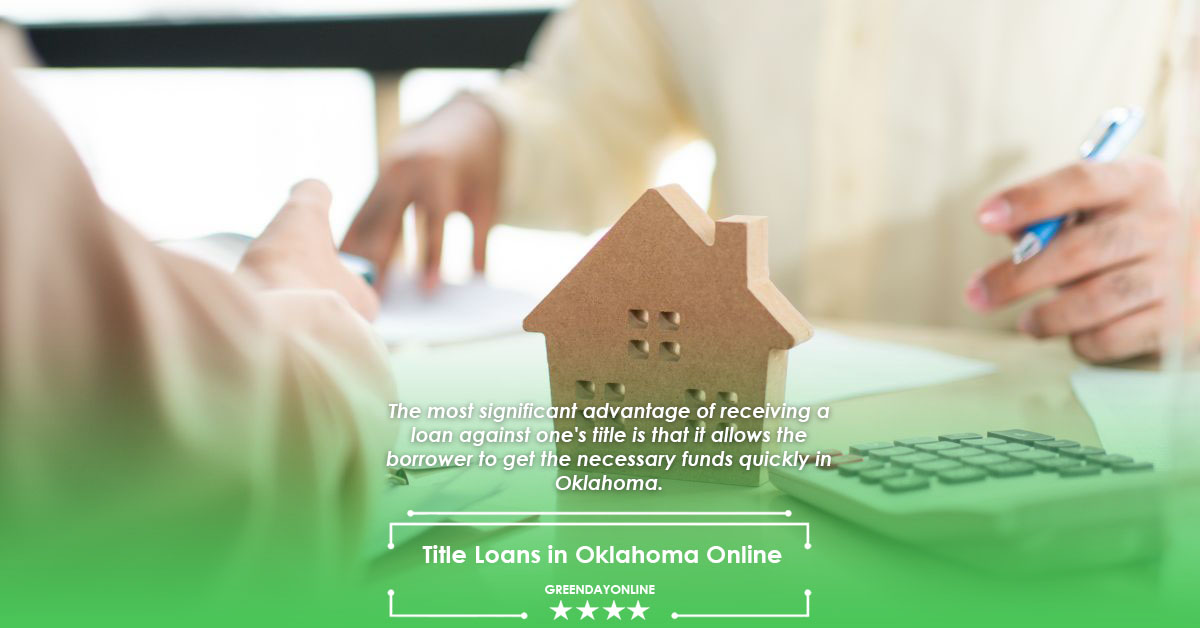 The most significant advantage of receiving a
loan against one's title is that it allows the
borrower to get the necessary funds quickly in
Oklahoma.
Title Loans in Oklahoma Online
GREENDAYONLINE